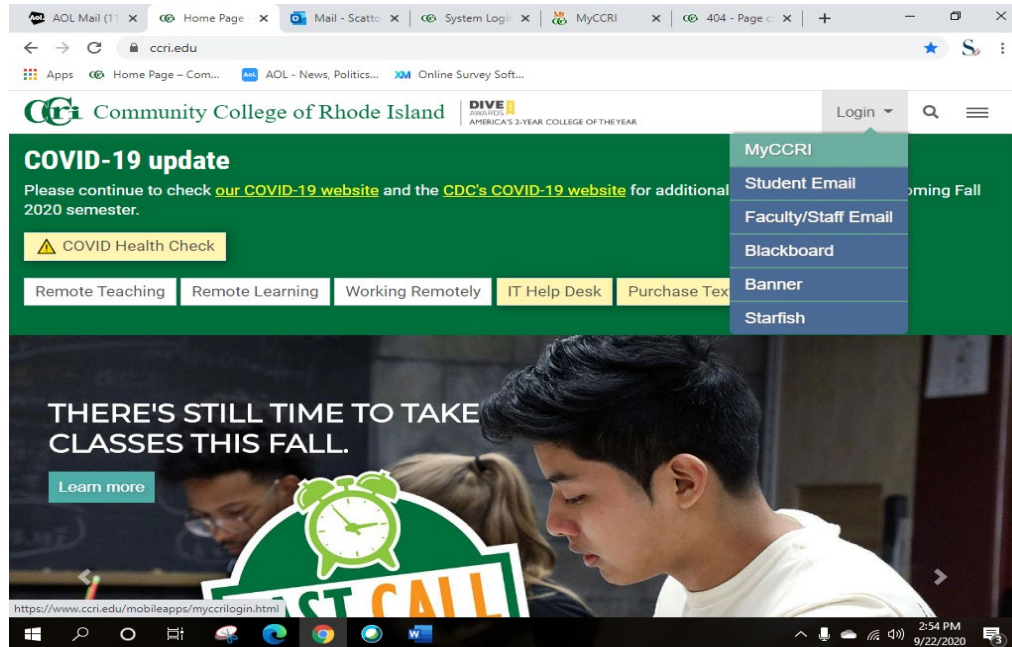 AOL Mail (11
Home Page -
Mail - Scatto
System Login
MyCCRI
404 - Page
ccri.edu
Apps
Home Page – Com...
AOL - News, Politics...
Online Survey Soft...
CCri Community College of Rhode Island
DIVE
AWARDS
AMERICA'S 2-YEAR COLLEGE OF THE YEAR
Login
COVID-19 update
Please continue to check our COVID-19 website and the CDC's COVID-19 website for additional oming Fall
2020 semester.
COVID Health Check
Remote Teaching
Remote Learning
Working Remotely
IT Help Desk
Purchase Tex
MyCCRI
Student Email
Faculty/Staff Email
Blackboard
Banner
Starfish
THERE'S STILL TIME TO TAKE
CLASSES THIS FALL.
Learn more
LAST CALL
https://www.ccri.edu/mobileapps/myccrilogin.html
2:54 PM
9/22/2020
3